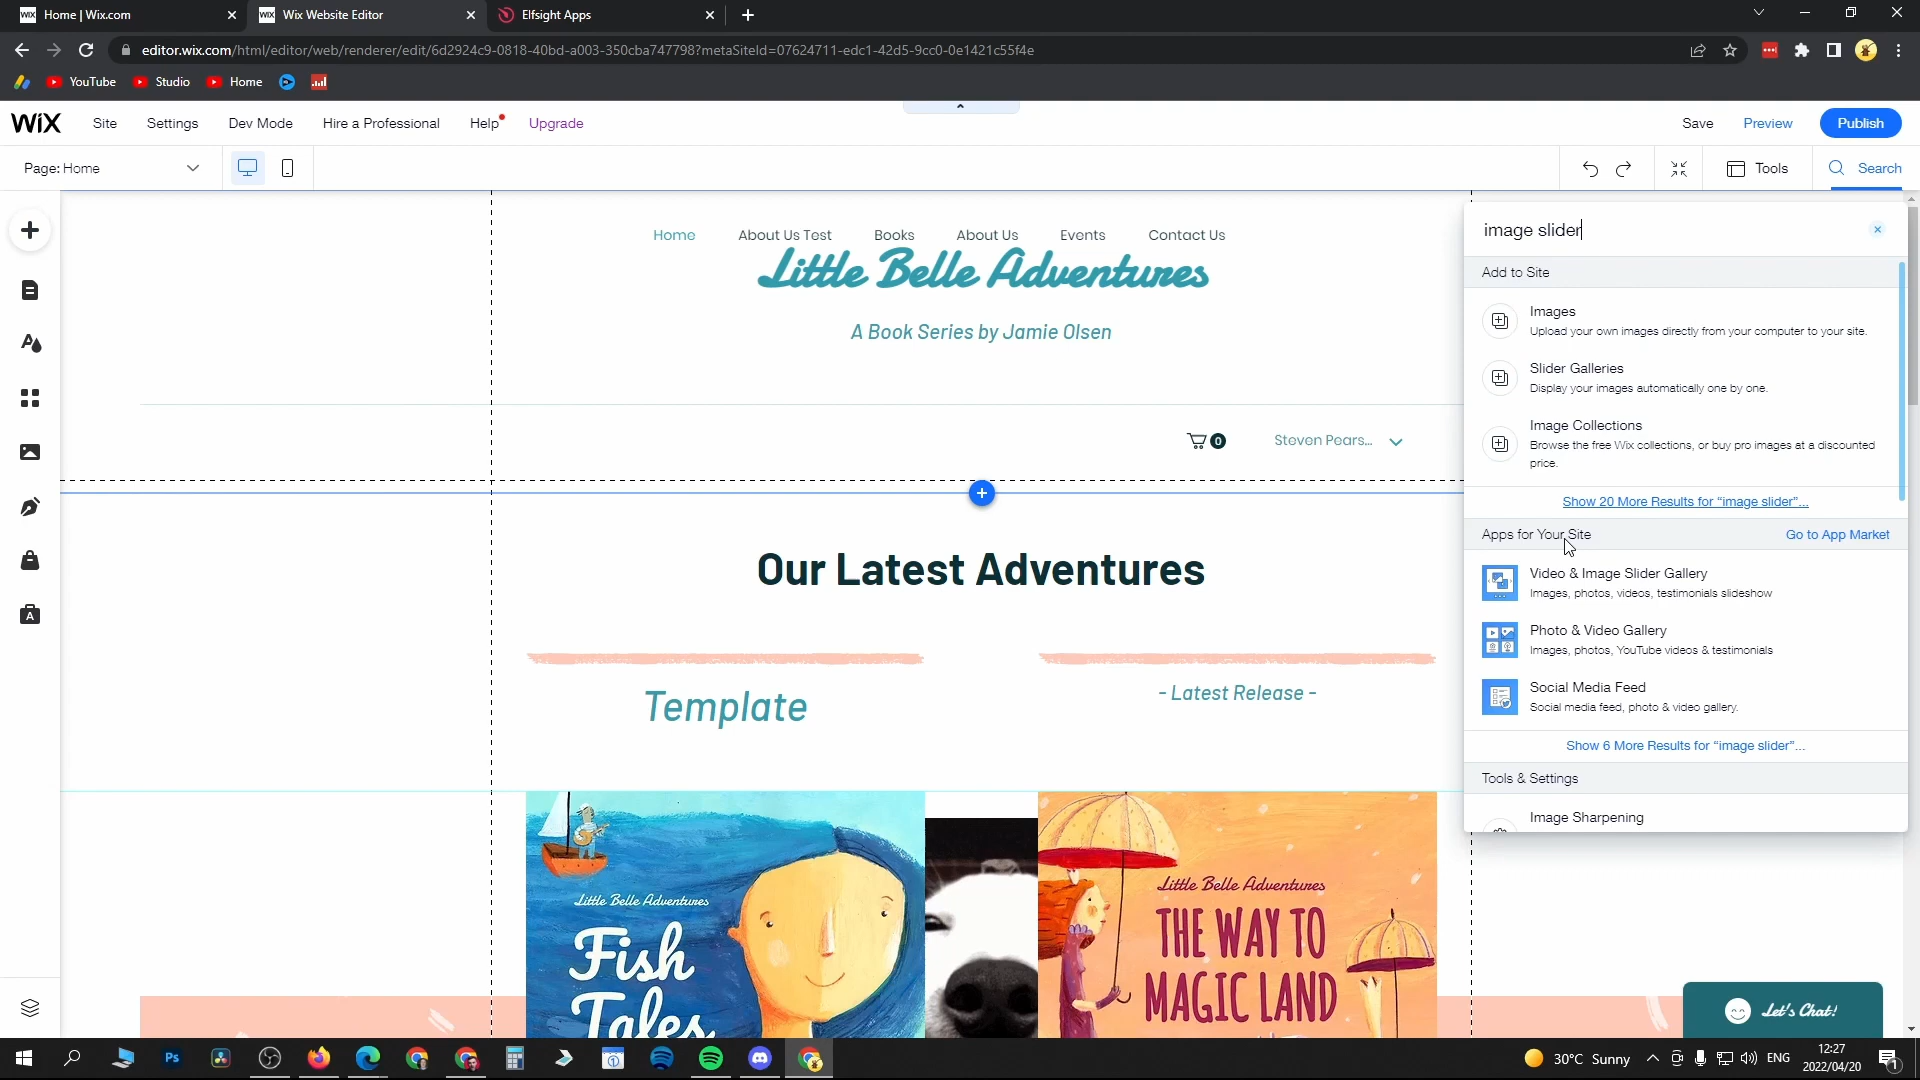 WiX Home | Wix.com
WiX Wix Website Editor
Elfsight Apps
editor.wix.com/html/editor/web/renderer/edit/6d2924c9-0818-40bd-a003-350cba747798?metaSiteId=07624711-edc1-42d5-9cc0-0e1421c55f4e
YouTube Studio Home
WiX Site Settings Dev Mode Hire a Professional Help Upgrade Save Preview Publish
Page: Home Tools Search
Home About Us Test Books About Us Events Contact Us
Little Belle Adventures
A Book Series by Jamie Olsen
0 Steven Pears...
Our Latest Adventures
Template
- Latest Release -
Little Belle Adventures
Fish
Tales
Little Belle Adventures
THE WAY TO
MAGIC LAND
image slider
Add to Site
Images
Upload your own images directly from your computer to your site.
Slider Galleries
Display your images automatically one by one.
Image Collections
Browse the free Wix collections, or buy pro images at a discounted
price.
Show 20 More Results for “image slider”...
Apps for Your Site Go to App Market
Video & Image Slider Gallery
Images, photos, videos, testimonials slideshow
Photo & Video Gallery
Images, photos, YouTube videos & testimonials
Social Media Feed
Social media feed, photo & video gallery.
Show 6 More Results for “image slider”...
Tools & Settings
Image Sharpening
Let's Chat!
Ps
30°C Sunny ENG
12:27
2022/04/20
1